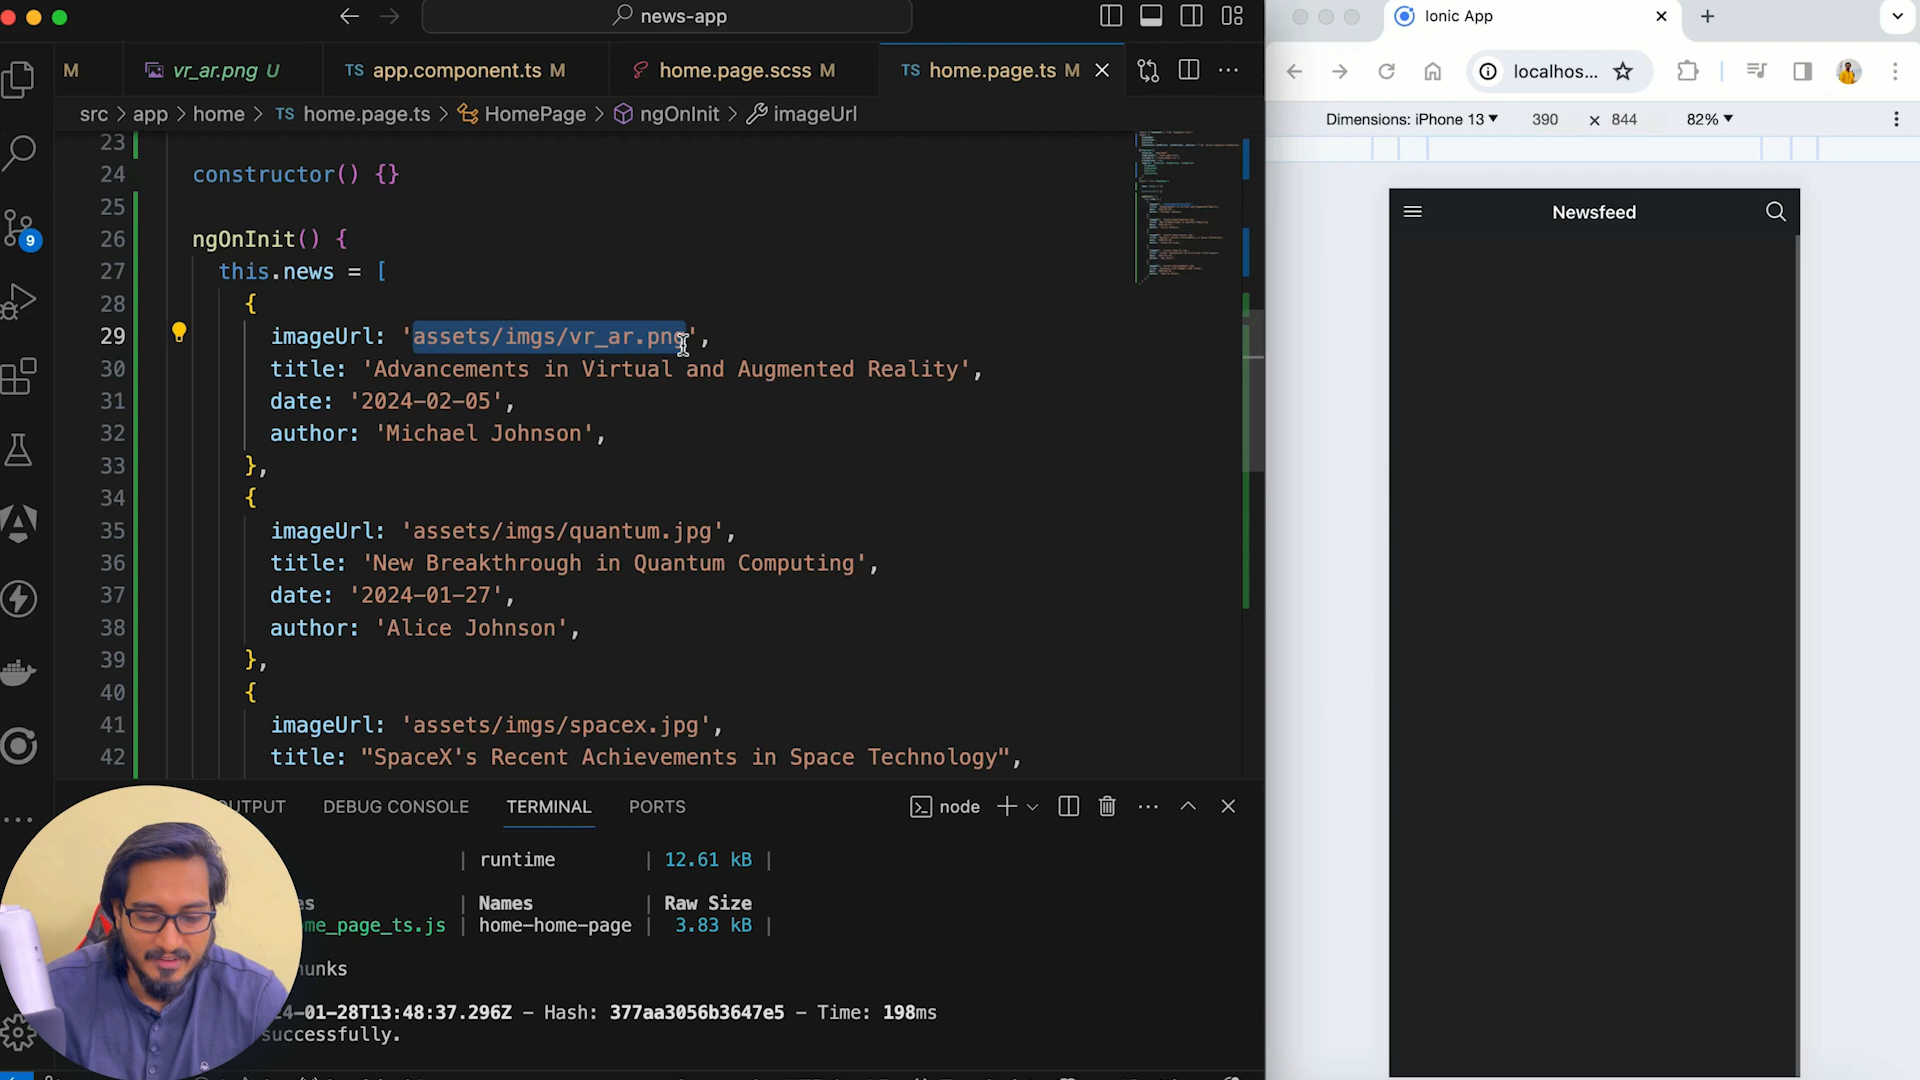 news-app
M
vr_ar.png U
TS app.component.ts M
home.page.scss M
TS home.page.ts M
src > app > home > TS home.page.ts > HomePage > ngOnInit > imageUrl
23
24 constructor() {}
25
26 ngOnInit() {
27 this.news = [
28 {
29 imageUrl: 'assets/imgs/vr_ar.png',
30 title: 'Advancements in Virtual and Augmented Reality',
31 date: '2024-02-05',
32 author: 'Michael Johnson',
33 },
34 {
35 imageUrl: 'assets/imgs/quantum.jpg',
36 title: 'New Breakthrough in Quantum Computing',
37 date: '2024-01-27',
38 author: 'Alice Johnson',
39 },
40 {
41 imageUrl: 'assets/imgs/spacex.jpg',
42 title: "SpaceX's Recent Achievements in Space Technology",
9
UTPUT DEBUG CONSOLE TERMINAL PORTS node
| runtime | 12.61 kB |
es | Names | Raw Size
me_page_ts.js | home-home-page | 3.83 kB |
unks
4-01-28T13:48:37.296Z - Hash: 377aa3056b3647e5 - Time: 198ms
successfully.
Ionic App
localhos...
Dimensions: iPhone 13 390 × 844 82%
Newsfeed